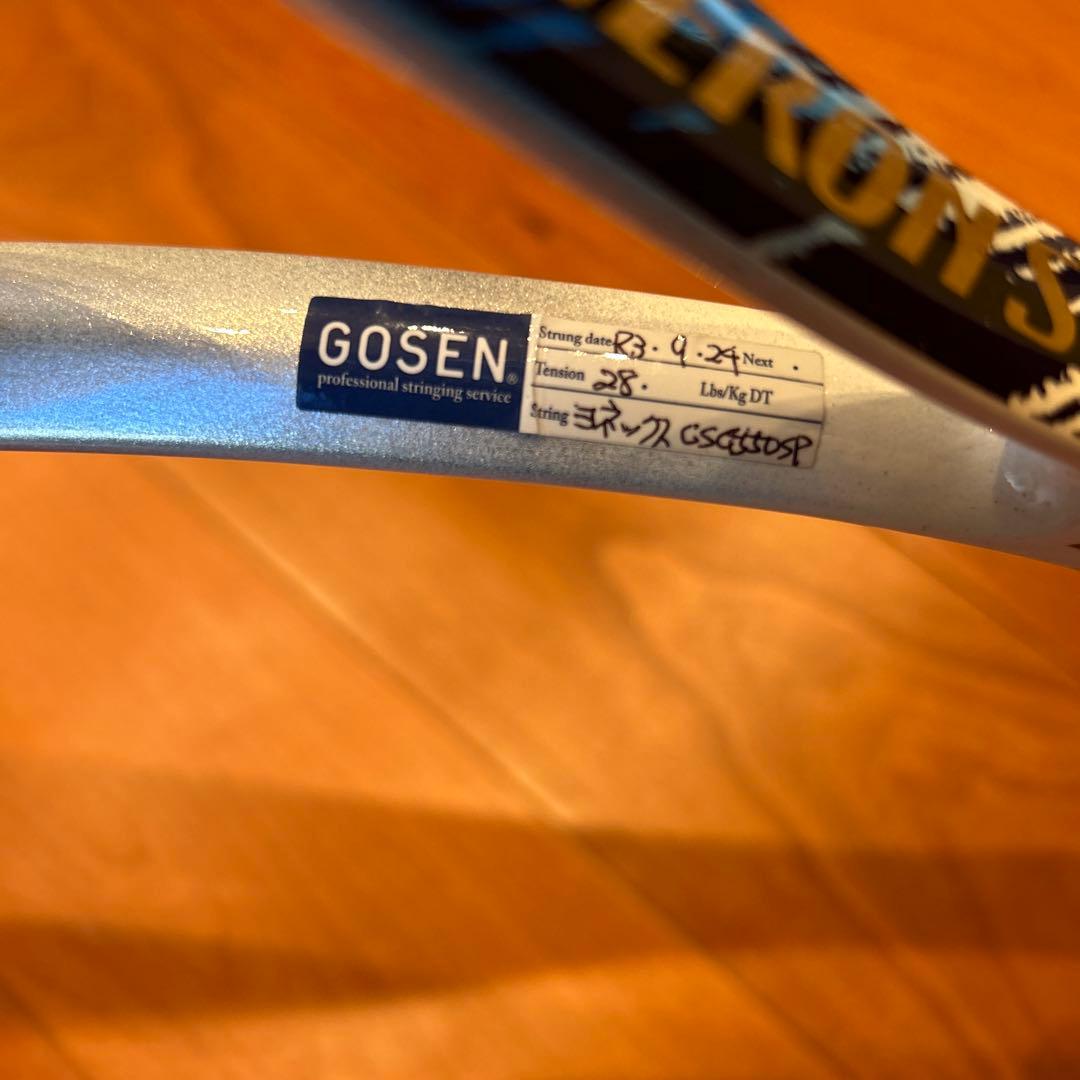 ERONS
GOSEN®
professional stringing service
Strung date R3.9.24 Next .
Tension 28. Lbs/Kg DT
String ヨネックス CSG550SP